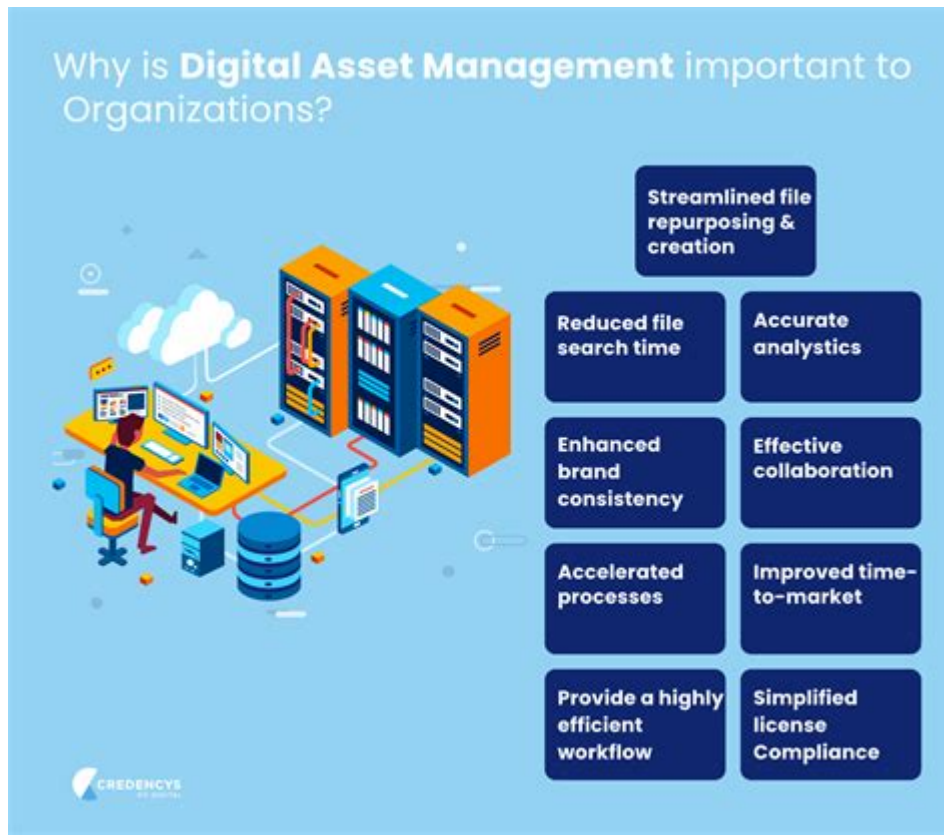 Why is Digital Asset Management important to
Organizations?
Streamlined file
repurposing &
creation
Reduced file
search time
Accurate
analystics
Enhanced
brand
consistency
Effective
collaboration
Accelerated
processes
Improved time-
to-market
Provide a highly
efficient
workflow
Simplified
license
Compliance
CREDENCYS